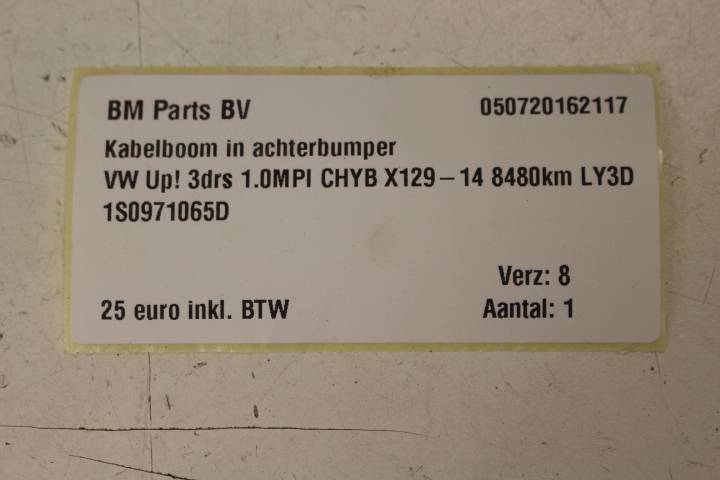 BM Parts BV 050720162117
Kabelboom in achterbumper
VW Up! 3drs 1.0MPI CHYB X129-14 8480km LY3D
1S0971065D
Verz: 8
25 euro inkl. BTW Aantal: 1